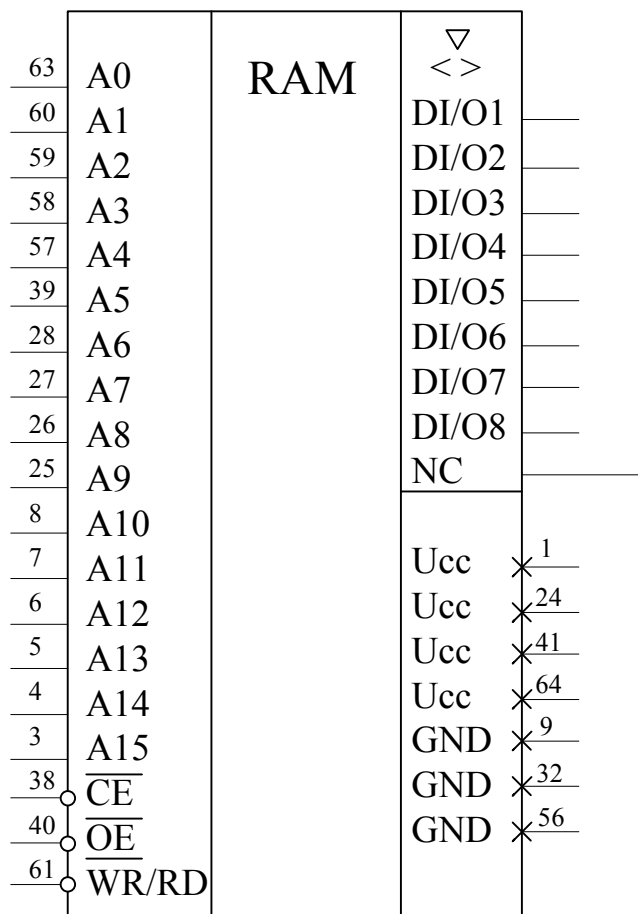 RAM
▽
< >
63 A0
60 A1
59 A2
58 A3
57 A4
39 A5
28 A6
27 A7
26 A8
25 A9
8 A10
7 A11
6 A12
5 A13
4 A14
3 A15
38 C̅E̅
40 O̅E̅
61 W̅R̅/RD
DI/O1
DI/O2
DI/O3
DI/O4
DI/O5
DI/O6
DI/O7
DI/O8
NC
Ucc 1
Ucc 24
Ucc 41
Ucc 64
GND 9
GND 32
GND 56